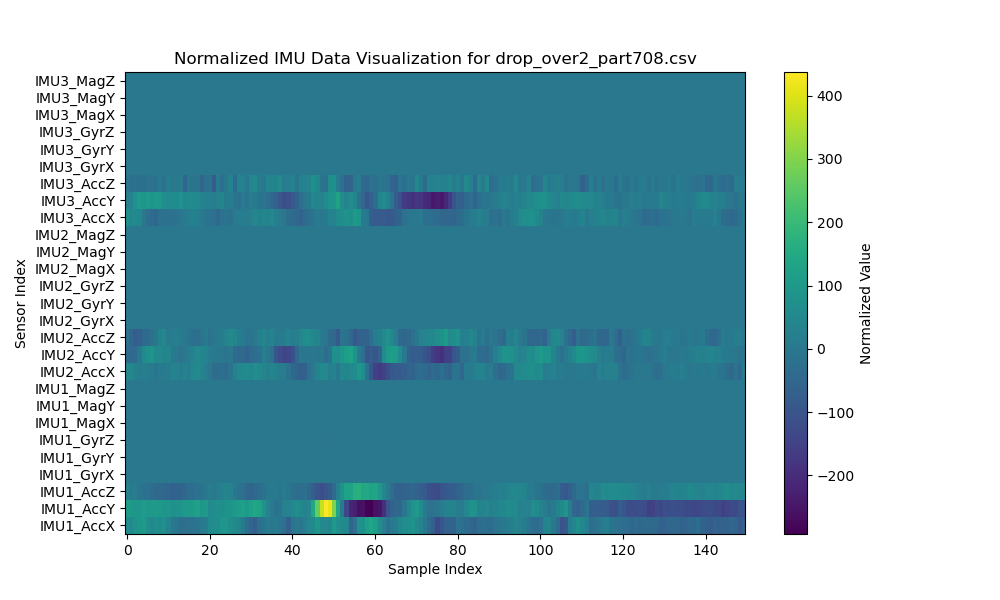 Normalized IMU Data Visualization for drop_over2_part708.csv
IMU3_MagZ
IMU3_MagY
IMU3_MagX
IMU3_GyrZ
IMU3_GyrY
IMU3_GyrX
IMU3_AccZ
IMU3_AccY
IMU3_AccX
IMU2_MagZ
IMU2_MagY
IMU2_MagX
IMU2_GyrZ
IMU2_GyrY
IMU2_GyrX
IMU2_AccZ
IMU2_AccY
IMU2_AccX
IMU1_MagZ
IMU1_MagY
IMU1_MagX
IMU1_GyrZ
IMU1_GyrY
IMU1_GyrX
IMU1_AccZ
IMU1_AccY
IMU1_AccX
Sensor Index
0 20 40 60 80 100 120 140
Sample Index
400
300
200
100
0
−100
−200
Normalized Value